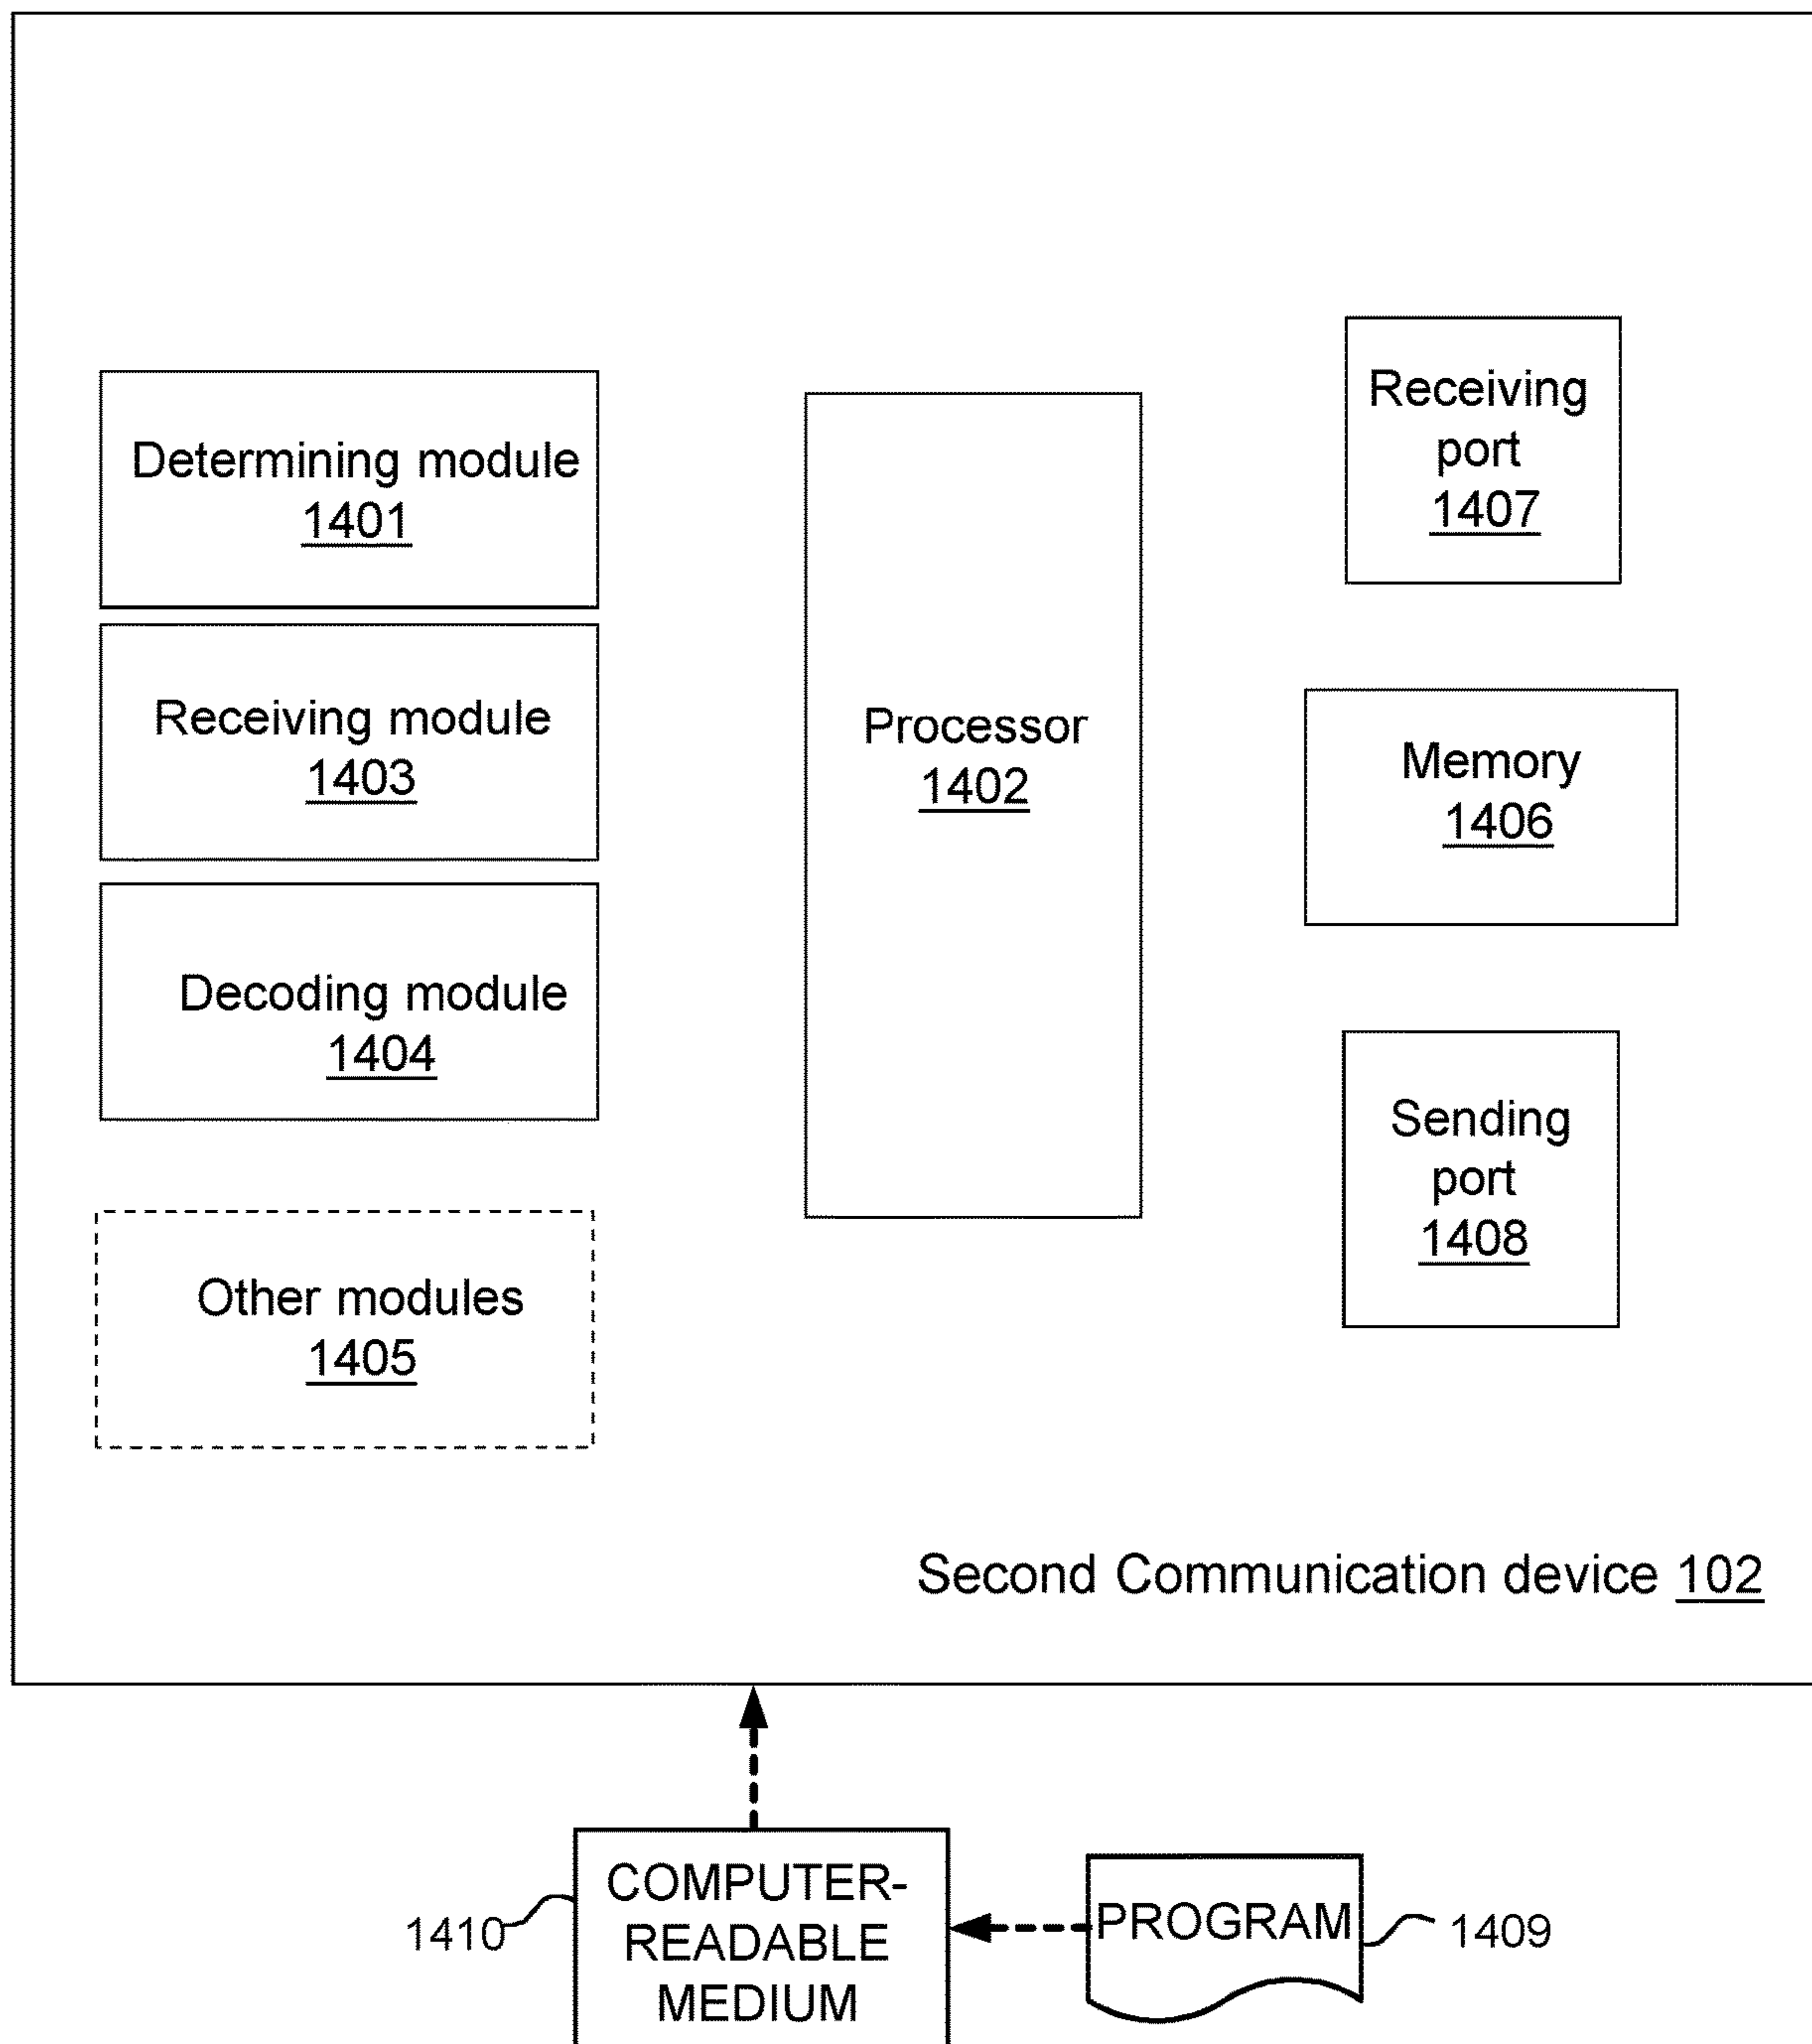 Determining module
1401
Receiving module
1403
Decoding module
1404
Other modules
1405
Processor
1402
Receiving
port
1407
Memory
1406
Sending
port
1408
Second Communication device 102
1410
COMPUTER-
READABLE
MEDIUM
PROGRAM
1409